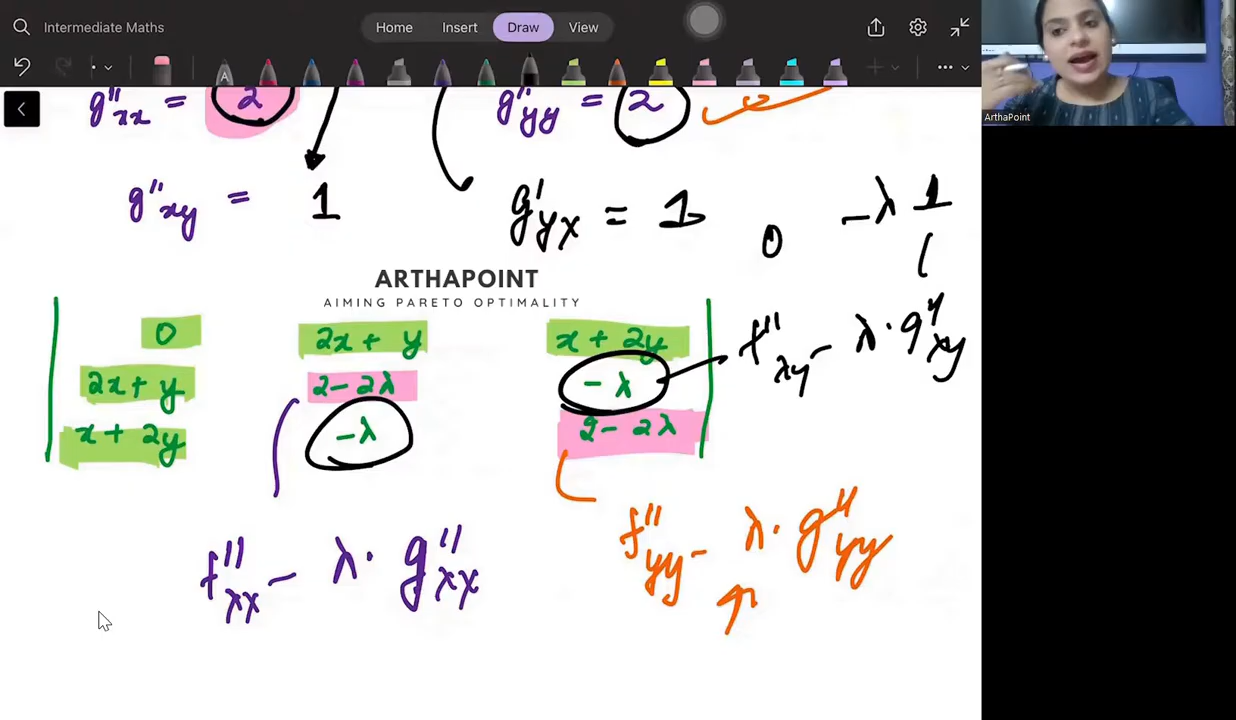 Intermediate Maths Home Insert Draw View
A
g''xx = 2 g''yy = 2
ArthaPoint
g''xy = 1 g'yx = 1 0 -λ 1
ARTHAPOINT
AIMING PARETO OPTIMALITY
0 2x + y x + 2y f''xy - λ · g''xy
2x + y 2 - 2λ - λ
x + 2y - λ 2 - 2λ
f''xx - λ · g''xx f''yy - λ · g''yy